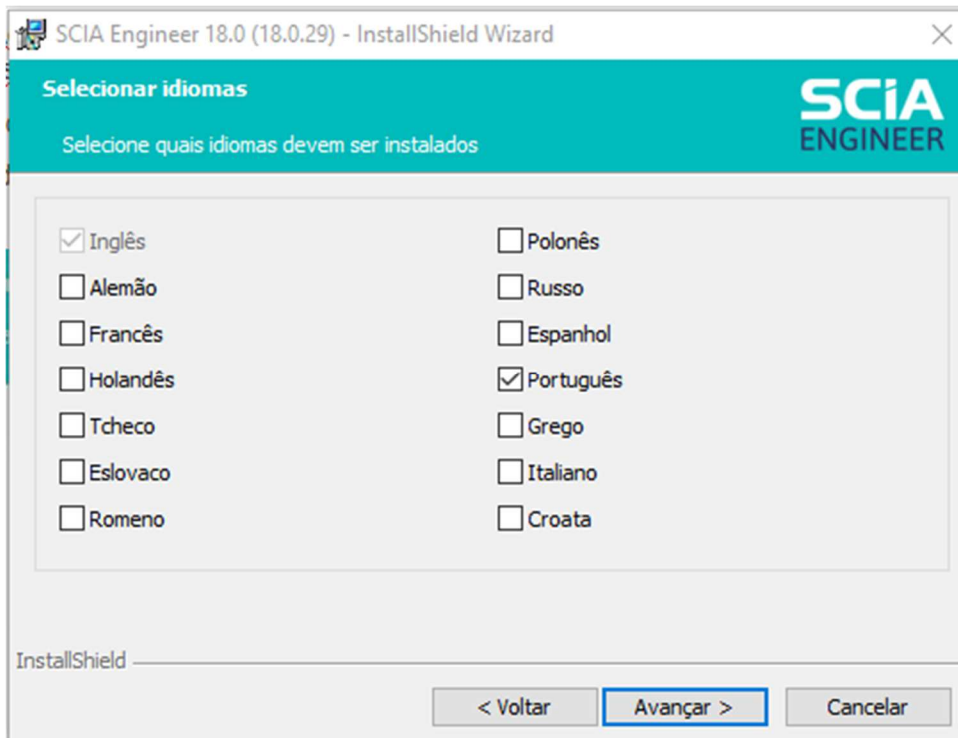 SCIA Engineer 18.0 (18.0.29) - InstallShield Wizard
Selecionar idiomas
Selecione quais idiomas devem ser instalados
SCiA
ENGINEER
Inglês
Alemão
Francês
Holandês
Tcheco
Eslovaco
Romeno
Polonês
Russo
Espanhol
Português
Grego
Italiano
Croata
InstallShield
< Voltar
Avançar >
Cancelar